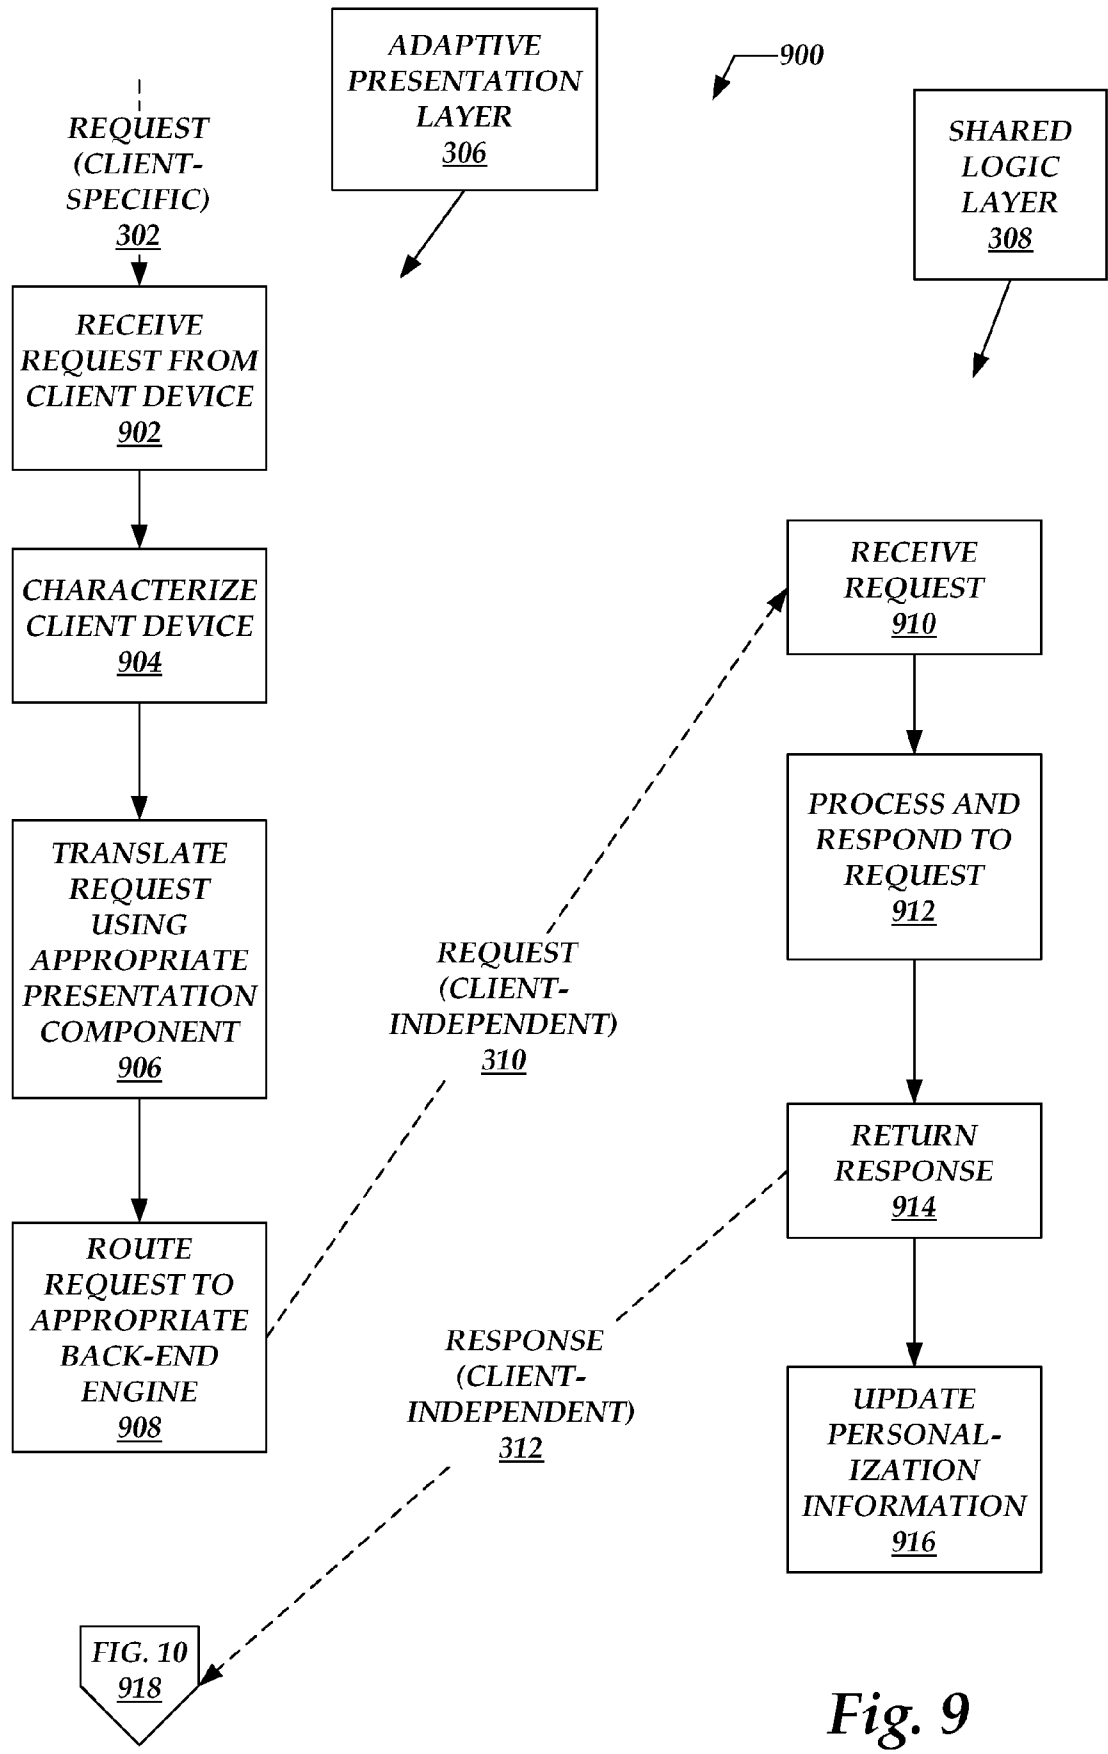 ADAPTIVE
PRESENTATION
LAYER
306
900
SHARED
LOGIC
LAYER
308
REQUEST
(CLIENT-
SPECIFIC)
302
RECEIVE
REQUEST FROM
CLIENT DEVICE
902
CHARACTERIZE
CLIENT DEVICE
904
TRANSLATE
REQUEST
USING
APPROPRIATE
PRESENTATION
COMPONENT
906
ROUTE
REQUEST TO
APPROPRIATE
BACK-END
ENGINE
908
REQUEST
(CLIENT-
INDEPENDENT)
310
RECEIVE
REQUEST
910
PROCESS AND
RESPOND TO
REQUEST
912
RETURN
RESPONSE
914
UPDATE
PERSONAL-
IZATION
INFORMATION
916
RESPONSE
(CLIENT-
INDEPENDENT)
312
FIG. 10
918
Fig. 9